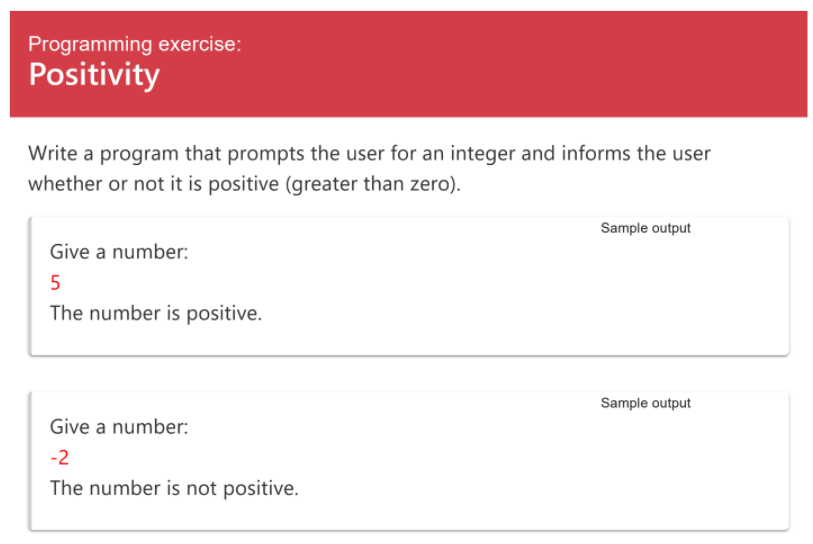 Programming exercise:
Positivity
Write a program that prompts the user for an integer and informs the user
whether or not it is positive (greater than zero).
Sample output
Give a number:
5
The number is positive.
Sample output
Give a number:
-2
The number is not positive.